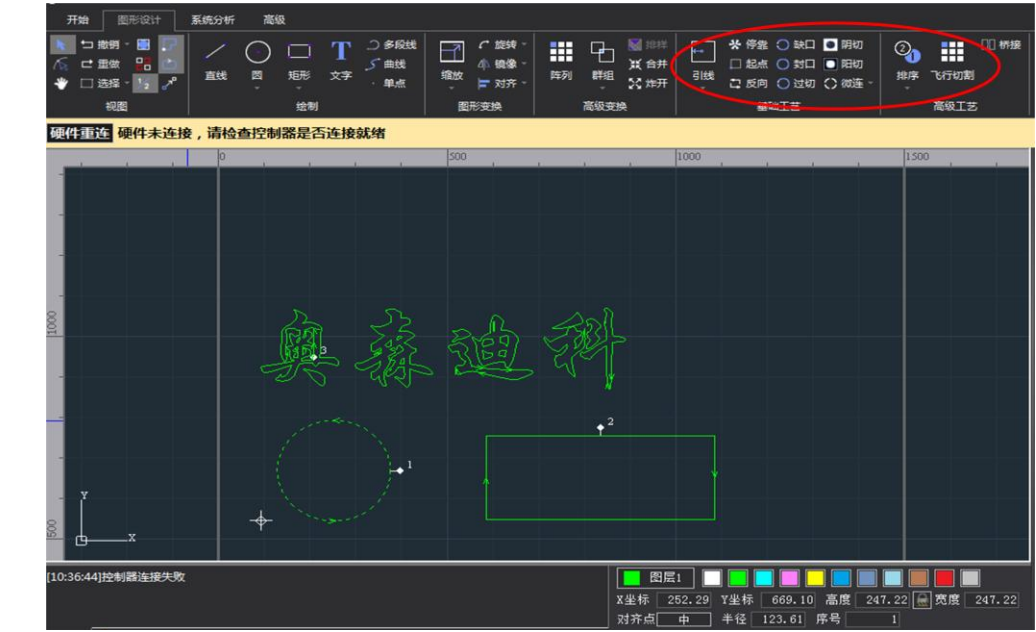 开始 图形设计 系统分析 高级
撤销 多段线 旋转 排样 停靠 缺口 阴切 桥接
重做 直线 圆 矩形 T 文字 曲线 缩放 镜像 阵列 群组 合并 引线 起点 封口 阳切 排序 飞行切割
选择 单点 对齐 炸开 反向 过切 微连
视图 绘制 图形变换 高级变换 基础工艺 高级工艺
硬件重连 硬件未连接，请检查控制器是否连接就绪
0 500 1000 1500
1000
奥森迪科
3
2
1
Y
X
500
[10:36:44]控制器连接失败
图层1
X坐标 252.29 Y坐标 669.10 高度 247.22 宽度 247.22
对齐点 中 半径 123.61 序号 1